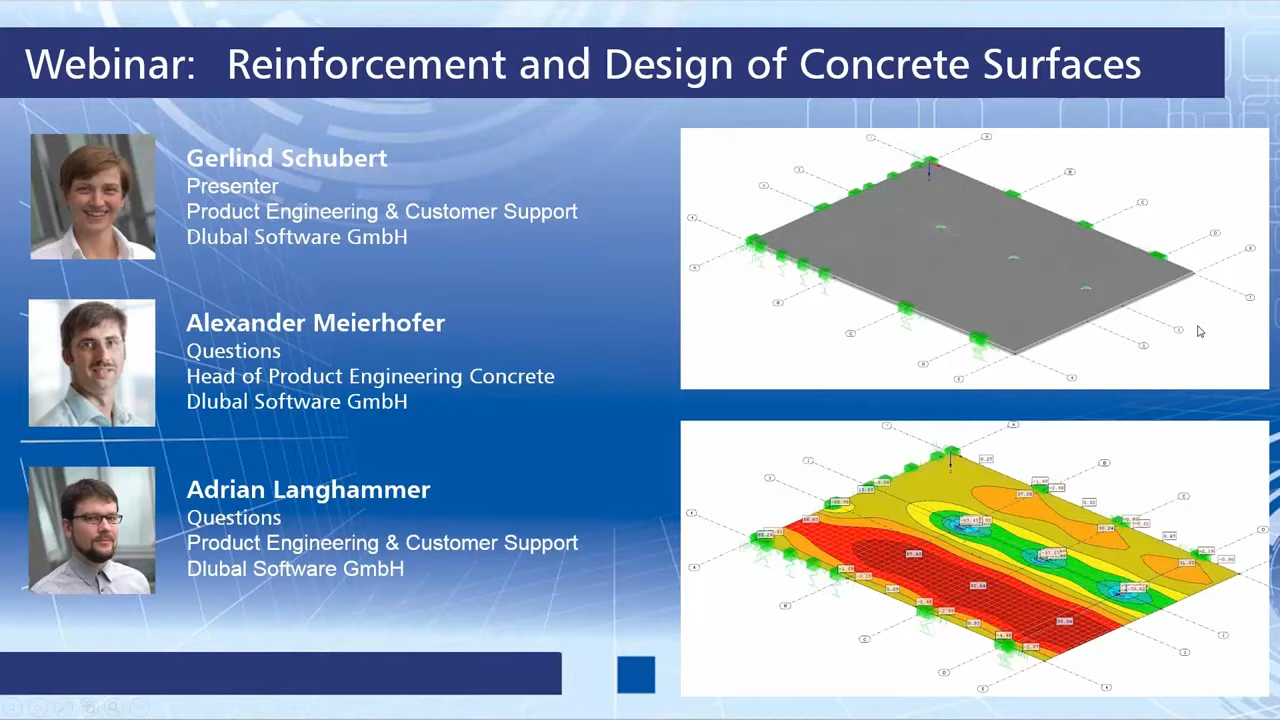 Webinar: Reinforcement and Design of Concrete Surfaces
Gerlind Schubert
Presenter
Product Engineering & Customer Support
Dlubal Software GmbH
Alexander Meierhofer
Questions
Head of Product Engineering Concrete
Dlubal Software GmbH
Adrian Langhammer
Questions
Product Engineering & Customer Support
Dlubal Software GmbH